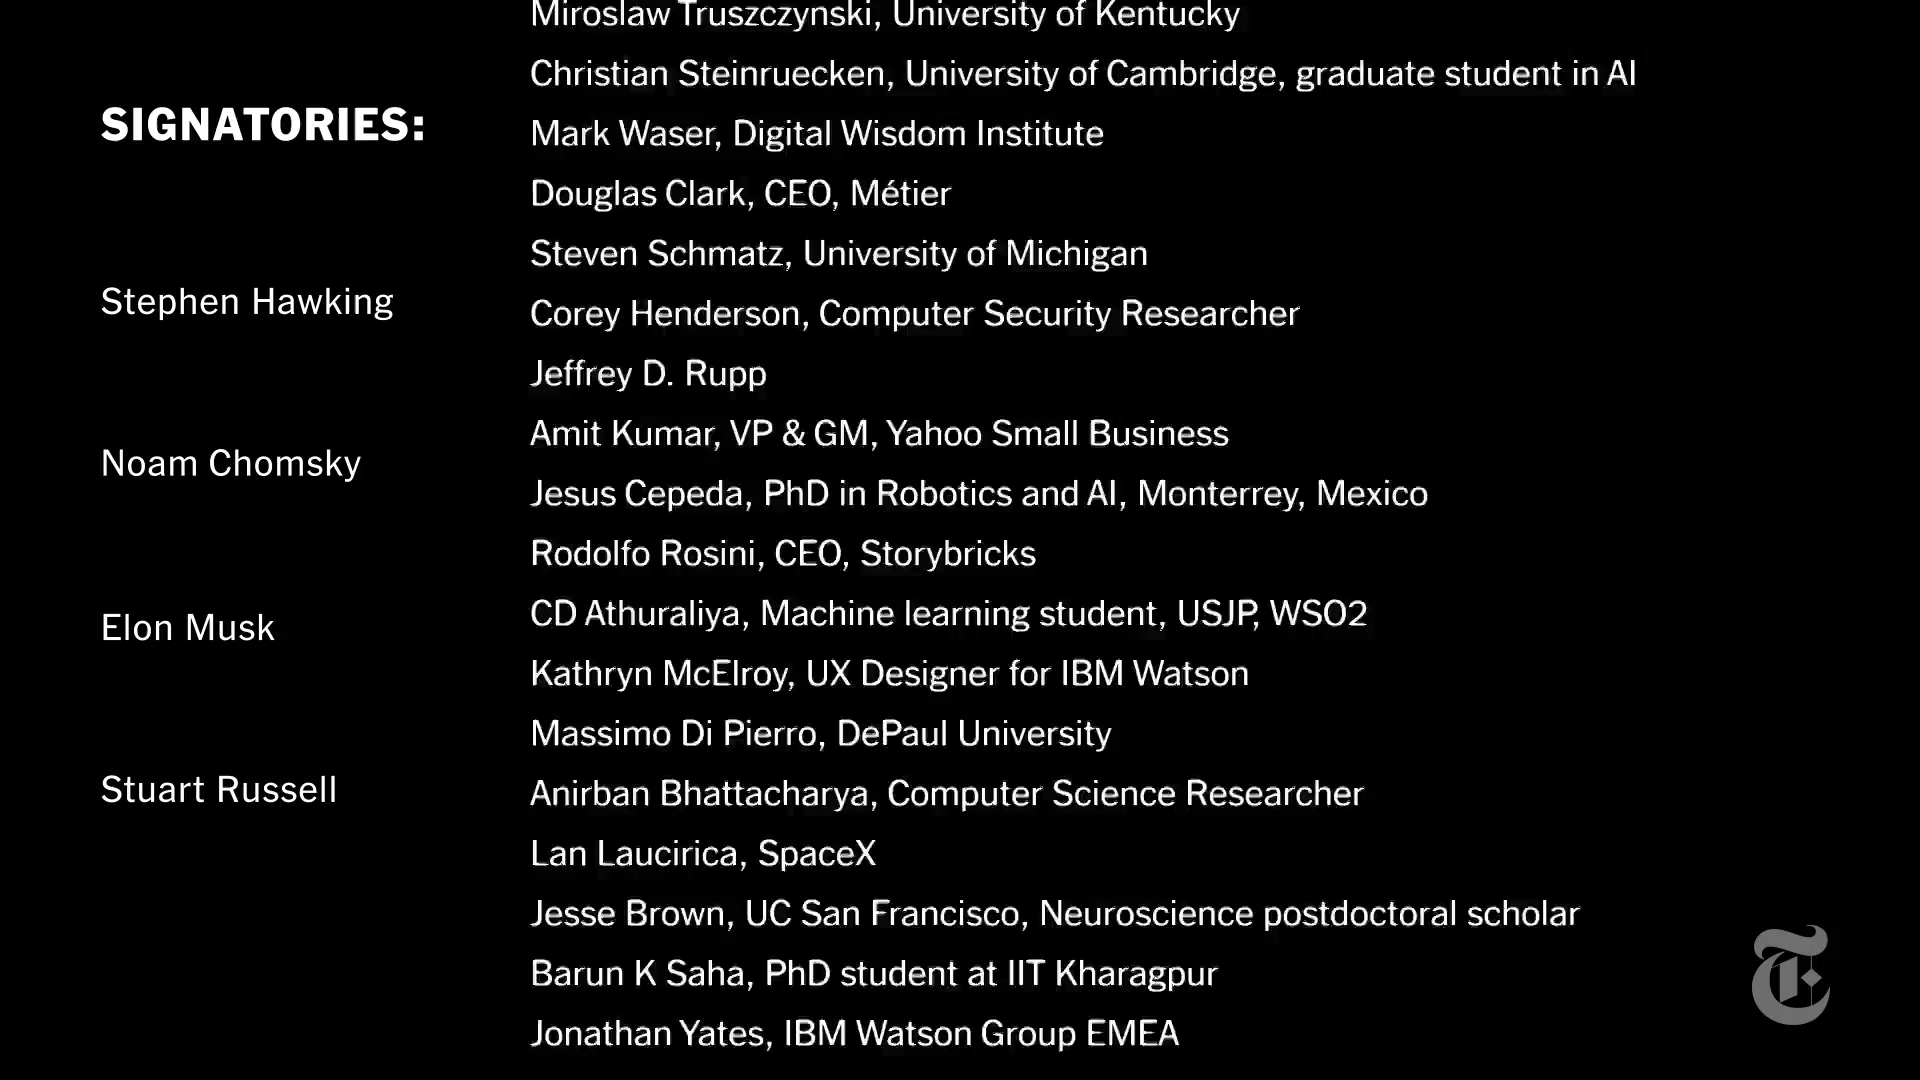 SIGNATORIES:
Stephen Hawking
Noam Chomsky
Elon Musk
Stuart Russell
Miroslaw Truszczynski, University of Kentucky
Christian Steinruecken, University of Cambridge, graduate student in AI
Mark Waser, Digital Wisdom Institute
Douglas Clark, CEO, Métier
Steven Schmatz, University of Michigan
Corey Henderson, Computer Security Researcher
Jeffrey D. Rupp
Amit Kumar, VP & GM, Yahoo Small Business
Jesus Cepeda, PhD in Robotics and AI, Monterrey, Mexico
Rodolfo Rosini, CEO, Storybricks
CD Athuraliya, Machine learning student, USJP, WSO2
Kathryn McElroy, UX Designer for IBM Watson
Massimo Di Pierro, DePaul University
Anirban Bhattacharya, Computer Science Researcher
Lan Laucirica, SpaceX
Jesse Brown, UC San Francisco, Neuroscience postdoctoral scholar
Barun K Saha, PhD student at IIT Kharagpur
Jonathan Yates, IBM Watson Group EMEA
T